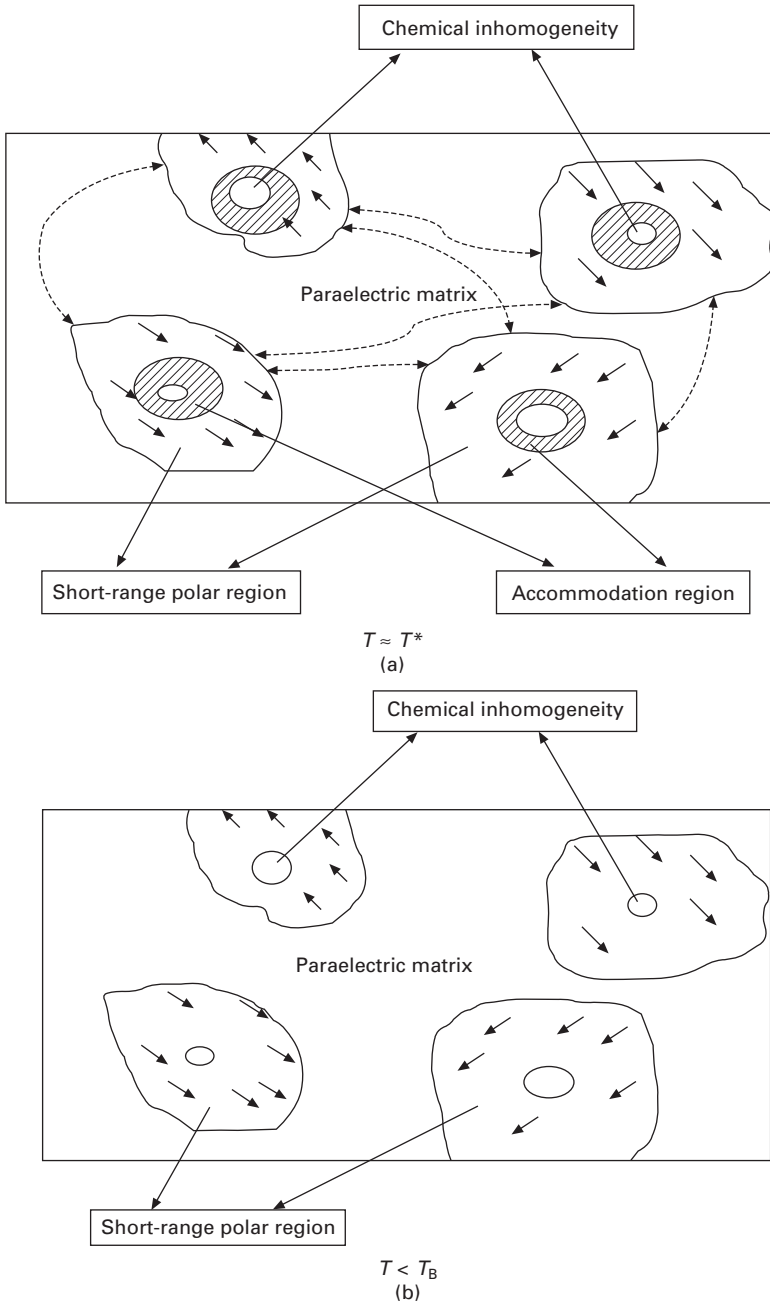 Chemical inhomogeneity
Paraelectric matrix
Short-range polar region
Accommodation region
T ≈ T*
(a)
Chemical inhomogeneity
Paraelectric matrix
Short-range polar region
T < TB
(b)